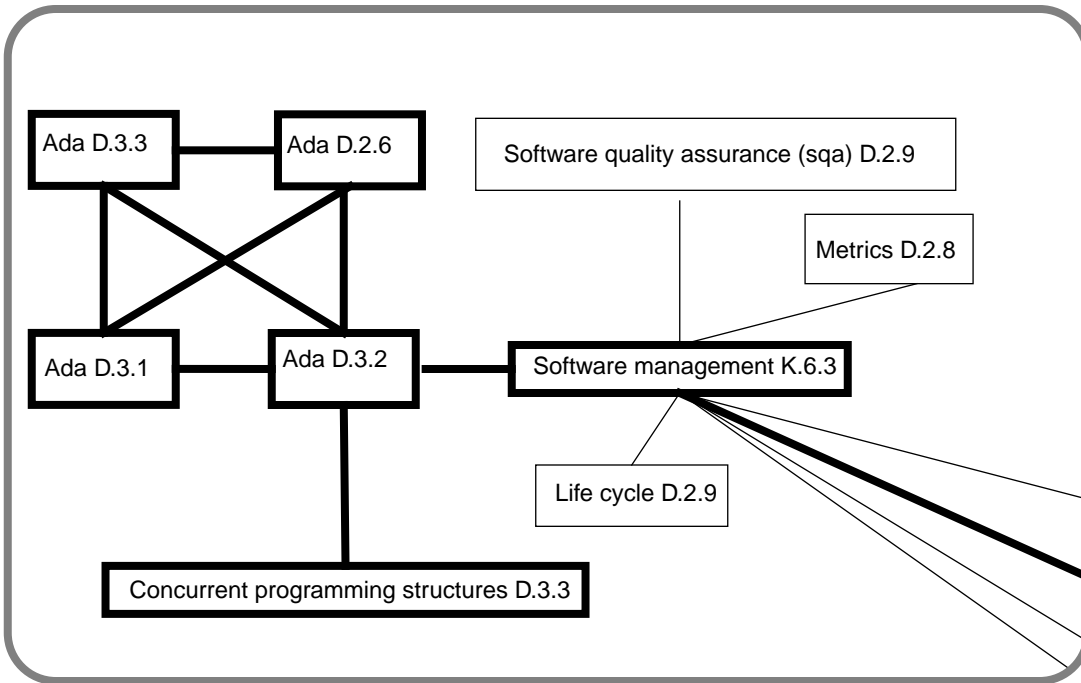 Ada D.3.3
Ada D.2.6
Software quality assurance (sqa) D.2.9
Metrics D.2.8
Ada D.3.1
Ada D.3.2
Software management K.6.3
Life cycle D.2.9
Concurrent programming structures D.3.3